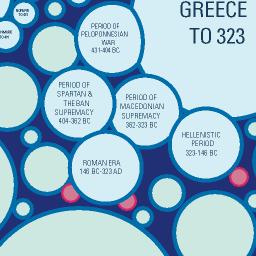 GREECE
TO 323
PERIOD OF
PELOPONNESIAN
WAR
431-404 BC
PERIOD OF
SPARTAN &
THEBAN
SUPREMACY
404-362 BC
PERIOD OF
MACEDONIAN
SUPREMACY
362-323 BC
HELLENISTIC
PERIOD
323-146 BC
ROMAN ERA
146 BC-323 AD